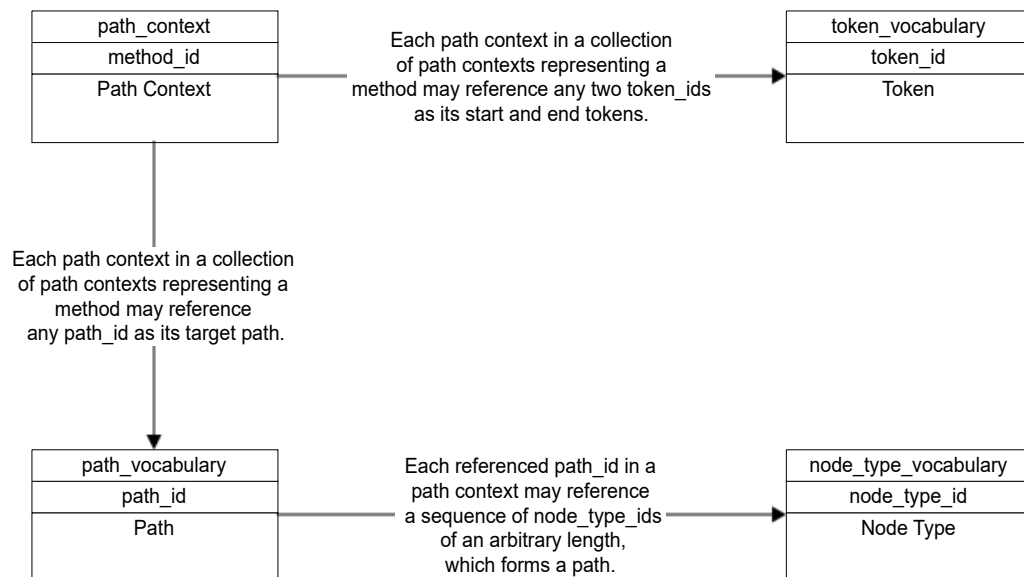 path_context
method_id
Path Context
Each path context in a collection
of path contexts representing a
method may reference any two token_ids
as its start and end tokens.
token_vocabulary
token_id
Token
Each path context in a collection
of path contexts representing a
method may reference
any path_id as its target path.
path_vocabulary
path_id
Path
Each referenced path_id in a
path context may reference
a sequence of node_type_ids
of an arbitrary length,
which forms a path.
node_type_vocabulary
node_type_id
Node Type